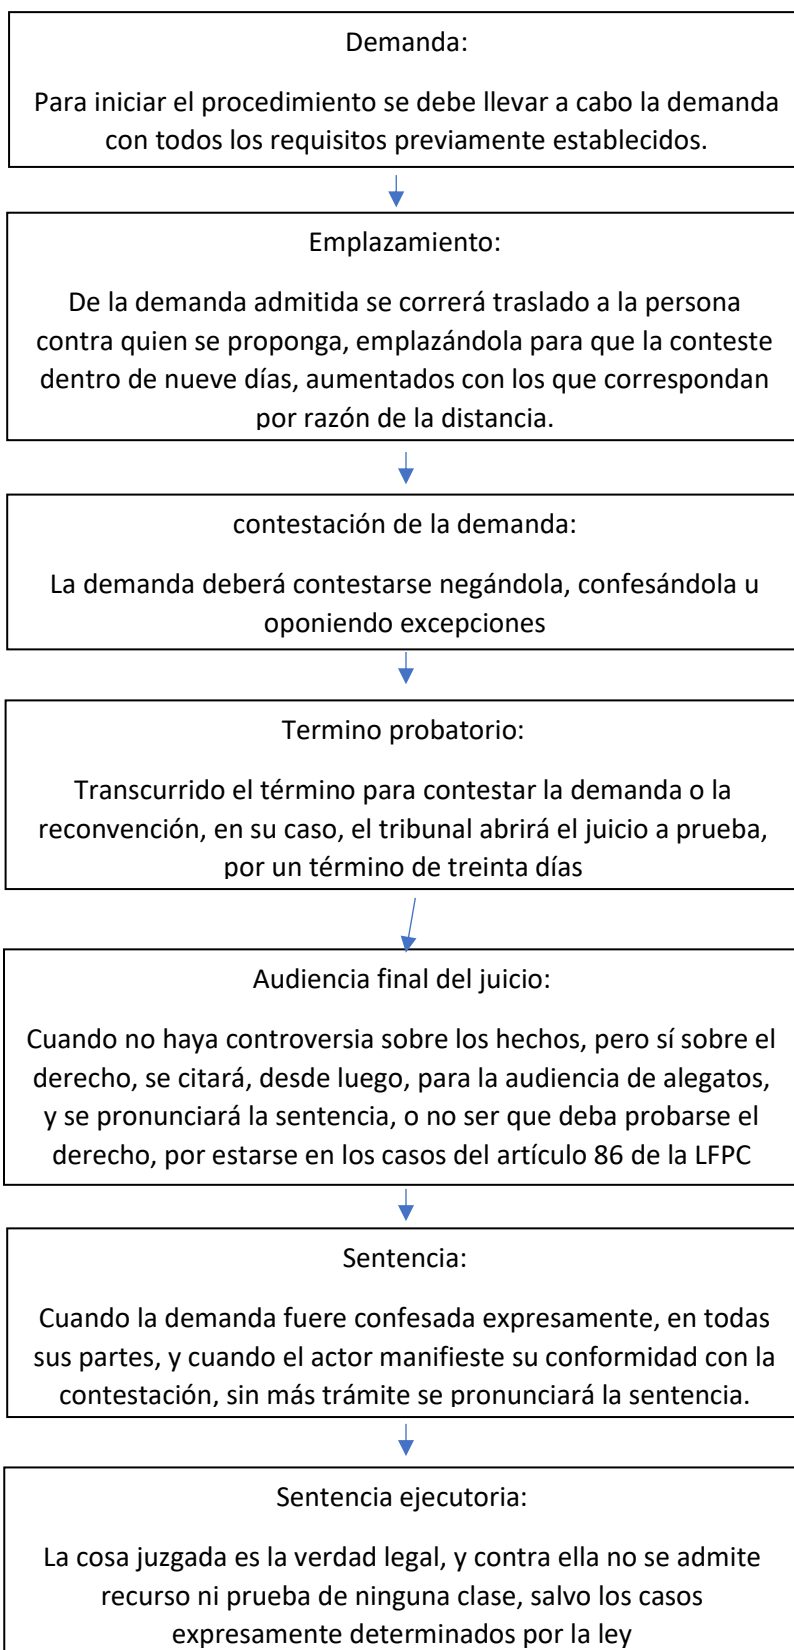 Demanda:
Para iniciar el procedimiento se debe llevar a cabo la demanda
con todos los requisitos previamente establecidos.
Emplazamiento:
De la demanda admitida se correrá traslado a la persona
contra quien se proponga, emplazándola para que la conteste
dentro de nueve días, aumentados con los que correspondan
por razón de la distancia.
contestación de la demanda:
La demanda deberá contestarse negándola, confesándola u
oponiendo excepciones
Termino probatorio:
Transcurrido el término para contestar la demanda o la
reconvención, en su caso, el tribunal abrirá el juicio a prueba,
por un término de treinta días
Audiencia final del juicio:
Cuando no haya controversia sobre los hechos, pero sí sobre el
derecho, se citará, desde luego, para la audiencia de alegatos,
y se pronunciará la sentencia, o no ser que deba probarse el
derecho, por estarse en los casos del artículo 86 de la LFPC
Sentencia:
Cuando la demanda fuere confesada expresamente, en todas
sus partes, y cuando el actor manifieste su conformidad con la
contestación, sin más trámite se pronunciará la sentencia.
Sentencia ejecutoria:
La cosa juzgada es la verdad legal, y contra ella no se admite
recurso ni prueba de ninguna clase, salvo los casos
expresamente determinados por la ley